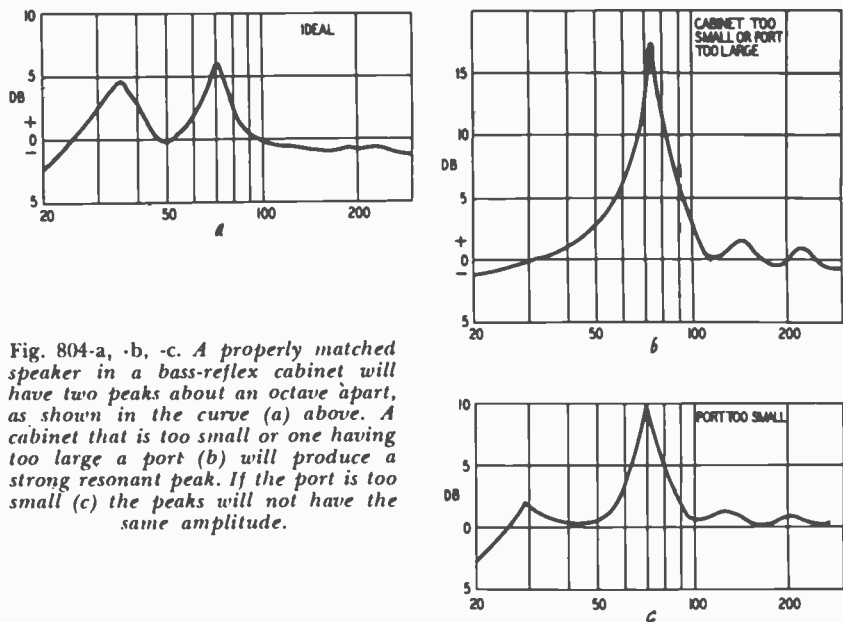 10
IDEAL
5
DB
+
0
−
5
20
50
100
200
a
CABINET TOO
SMALL OR PORT
TOO LARGE
15
10
DB
5
+
0
−
5
20
50
100
200
b
Fig. 804-a, -b, -c. A properly matched
speaker in a bass-reflex cabinet will
have two peaks about an octave apart,
as shown in the curve (a) above. A
cabinet that is too small or one having
too large a port (b) will produce a
strong resonant peak. If the port is too
small (c) the peaks will not have the
same amplitude.
10
PORT TOO SMALL
5
DB
0
5
20
50
100
200
c